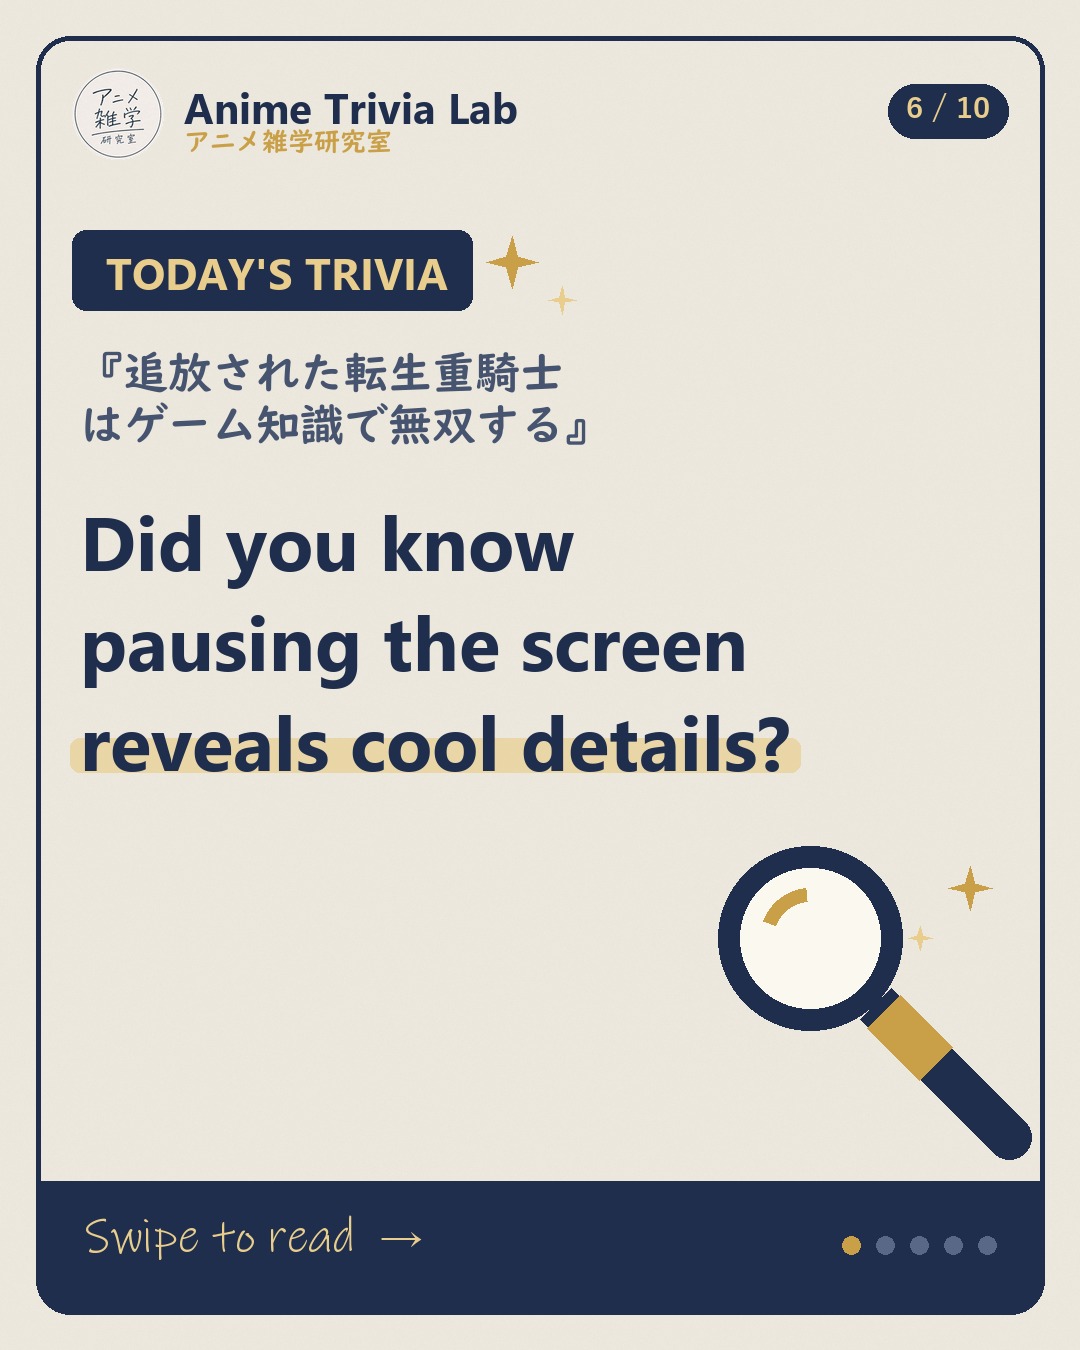 アニメ
雑学
研究室
Anime Trivia Lab
アニメ雑学研究室
6 / 10
TODAY'S TRIVIA
『追放された転生重騎士
はゲーム知識で無双する』
Did you know
pausing the screen
reveals cool details?
Swipe to read →